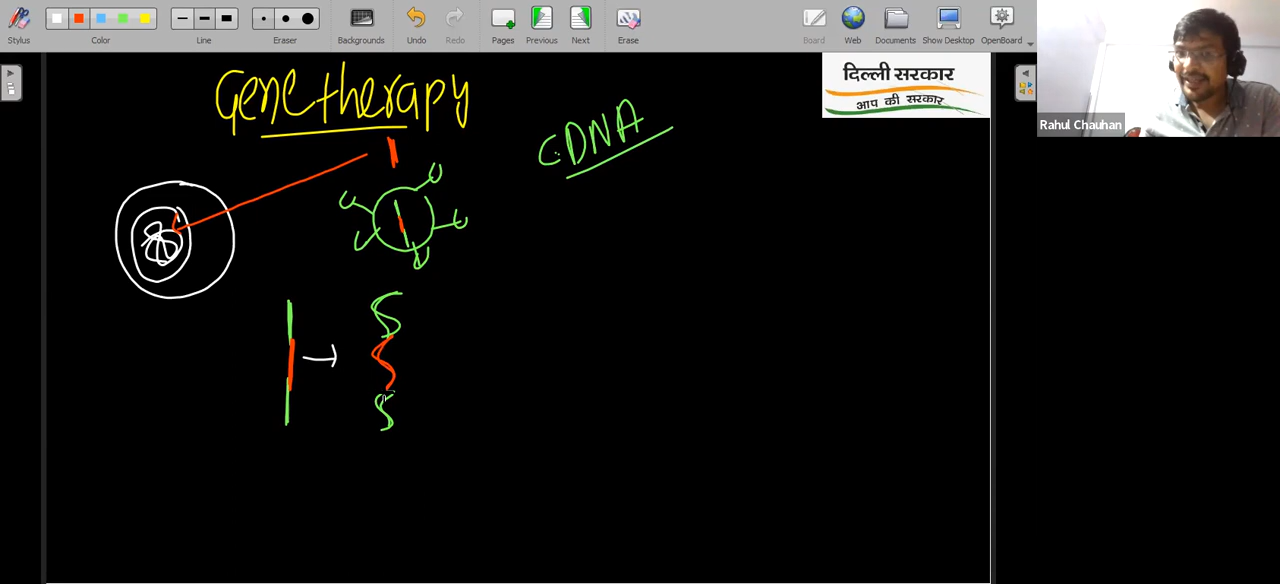 Stylus
Color
Line
Eraser
Backgrounds
Undo
Redo
Pages
Previous
Next
Erase
Board
Web
Documents
Show Desktop
OpenBoard
Gene therapy
cDNA
दिल्ली सरकार
आप की सरकार
Rahul Chauhan